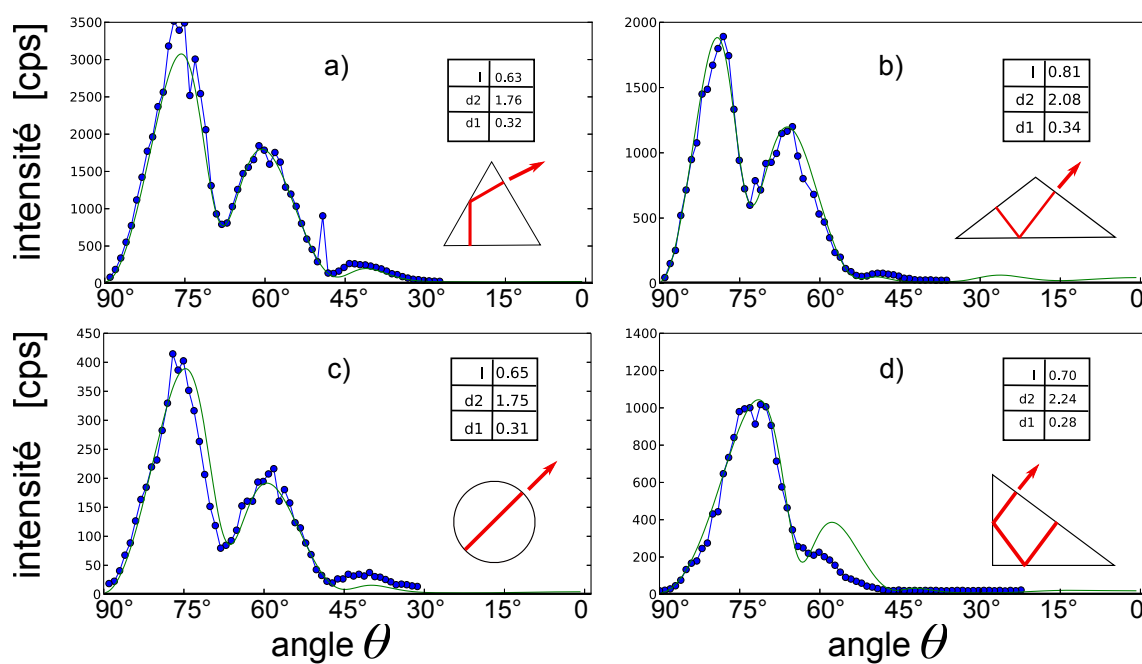 intensité [cps]
3500
3000
2500
2000
1500
1000
500
0
90° 75° 60° 45° 30° 15° 0
a)
l 0.63
d2 1.76
d1 0.32
2000
1500
1000
500
0
90° 75° 60° 45° 30° 15° 0
b)
l 0.81
d2 2.08
d1 0.34
intensité [cps]
450
400
350
300
250
200
150
100
50
0
90° 75° 60° 45° 30° 15° 0
c)
l 0.65
d2 1.75
d1 0.31
angle θ
1400
1200
1000
800
600
400
200
0
90° 75° 60° 45° 30° 15° 0
d)
l 0.70
d2 2.24
d1 0.28
angle θ